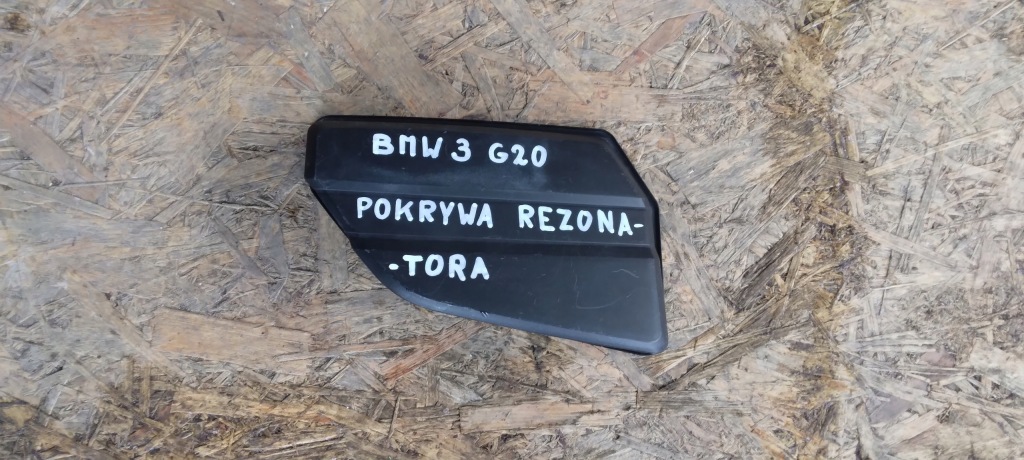 BMW 3 G20
POKRYWA REZONA-
-TORA